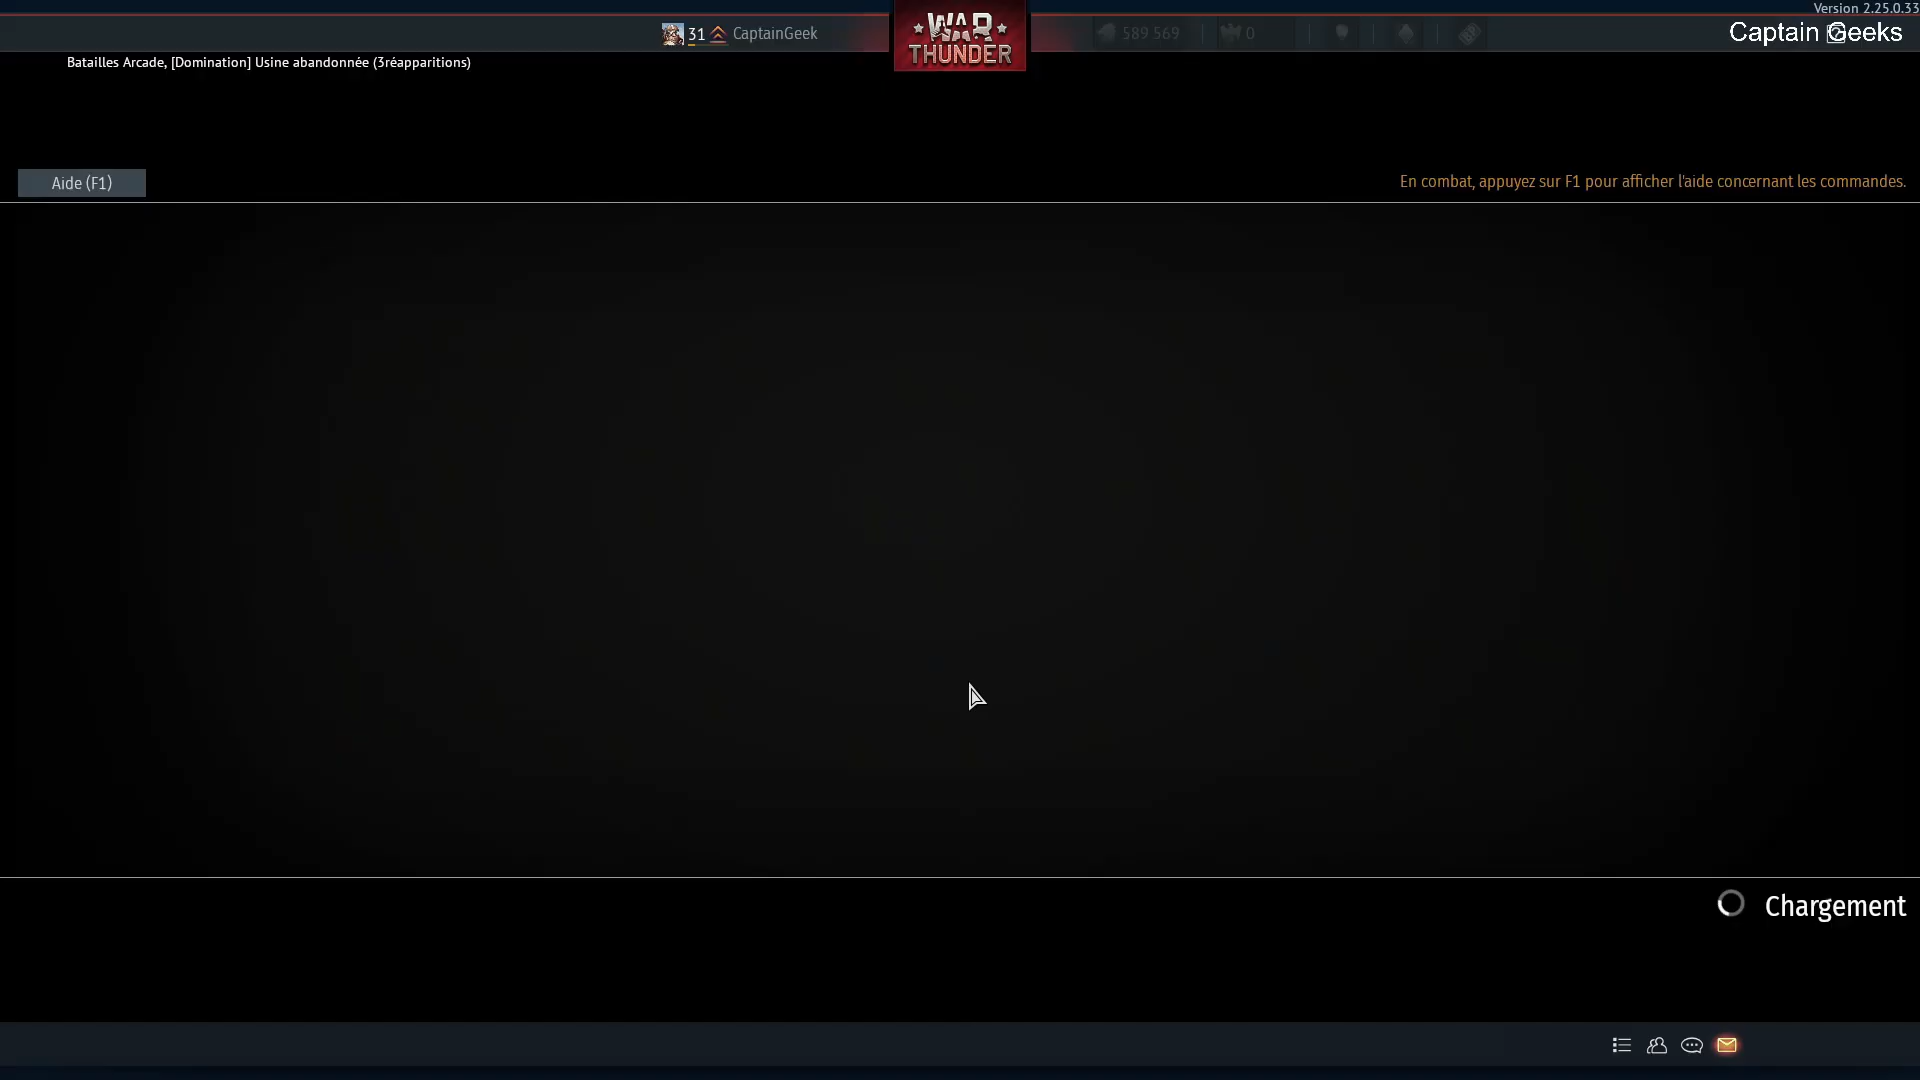 Version 2.25.0.33
31 CaptainGeek
WAR
THUNDER
589 569
0
Captain Geeks
Batailles Arcade, [Domination] Usine abandonnée (3réapparitions)
Aide (F1)
En combat, appuyez sur F1 pour afficher l'aide concernant les commandes.
Chargement